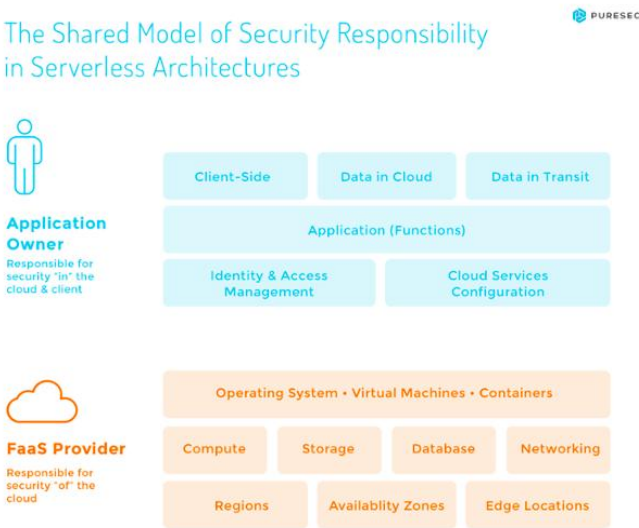 PURESEC
The Shared Model of Security Responsibility
in Serverless Architectures
Application
Owner
Responsible for
security "in" the
cloud & client
Client-Side
Data in Cloud
Data in Transit
Application (Functions)
Identity & Access
Management
Cloud Services
Configuration
FaaS Provider
Responsible for
security "of" the
cloud
Operating System • Virtual Machines • Containers
Compute
Storage
Database
Networking
Regions
Availablity Zones
Edge Locations